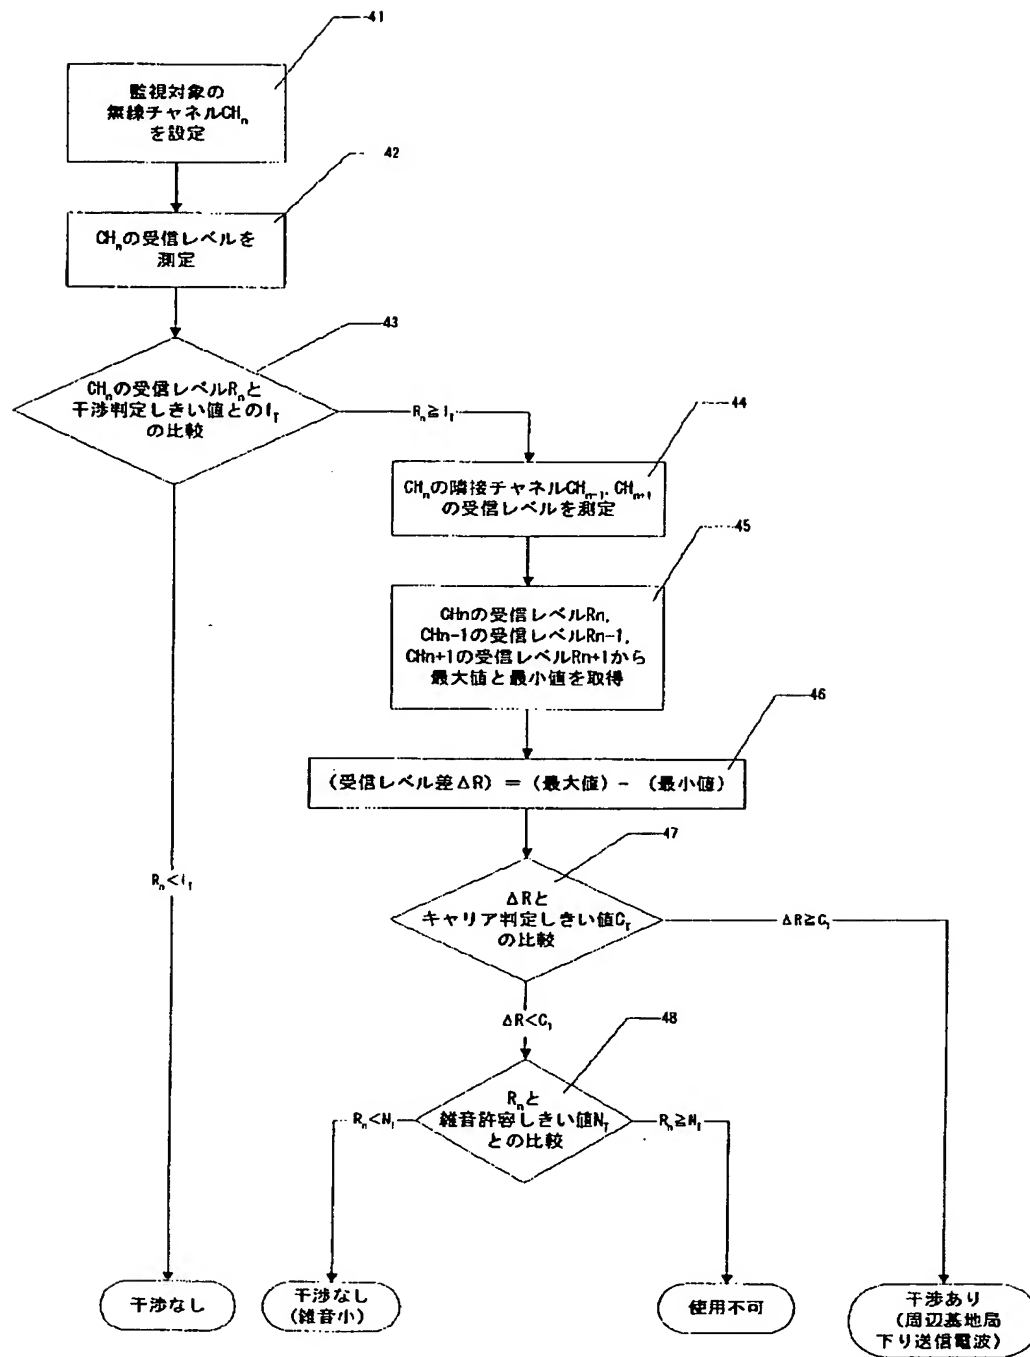 41
監視対象の
無線チャネルCHn
を設定
42
CHnの受信レベルを
測定
43
CHnの受信レベルRnと
干渉判定しきい値とのIT
の比較
Rn≧IT
44
CHnの隣接チャネルCHn-1, CHn+1
の受信レベルを測定
45
CHnの受信レベルRn,
CHn-1の受信レベルRn-1,
CHn+1の受信レベルRn+1から
最大値と最小値を取得
46
(受信レベル差ΔR) = (最大値) - (最小値)
47
Rn<IT
ΔRと
キャリア判定しきい値CT
の比較
ΔR≧CT
ΔR<CT
48
Rnと
雑音許容しきい値NT
との比較
Rn<NT
Rn≧NT
干渉なし
干渉なし
(雑音小)
使用不可
干渉あり
(周辺基地局
下り送信電波)